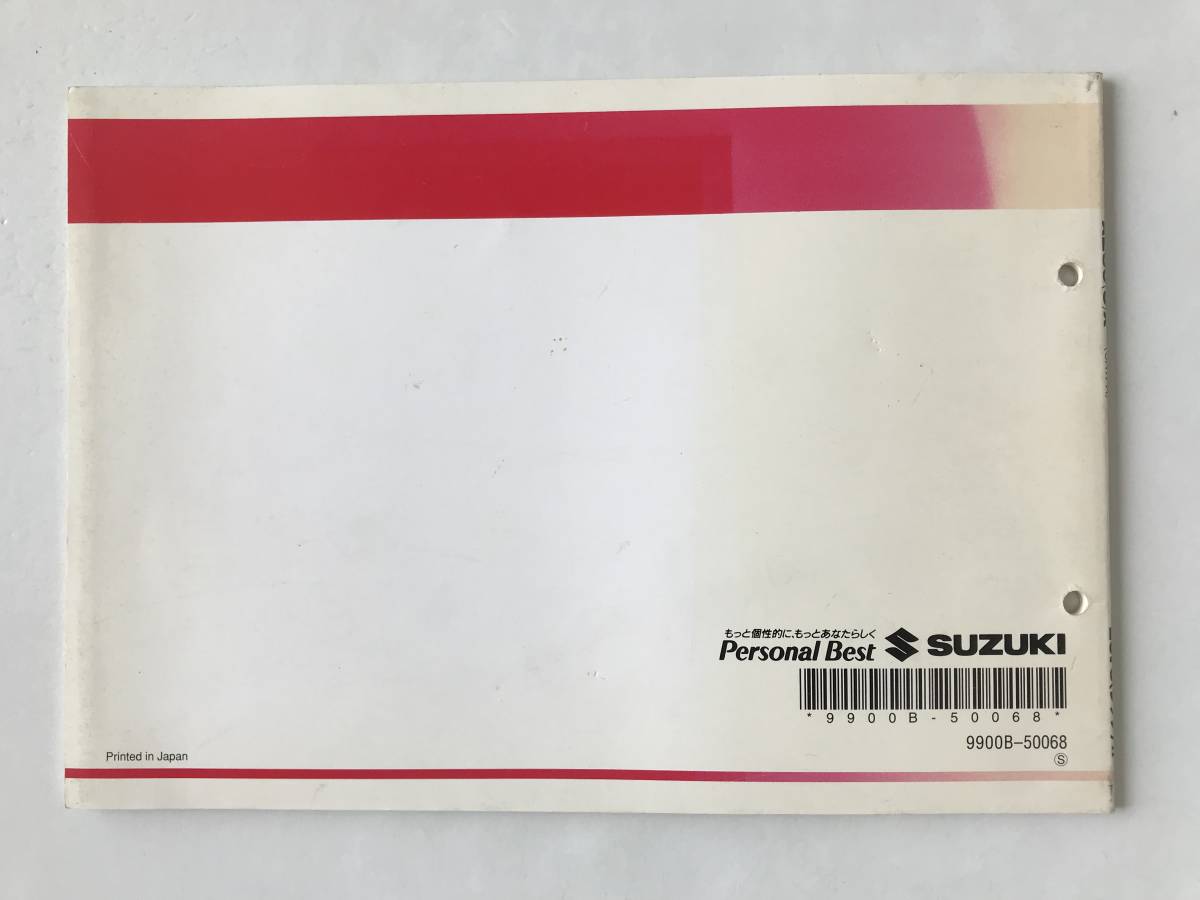 もっと個性的に、もっとあなたらしく
Personal Best SUZUKI
*9900B-50068*
9900B-50068
Ⓢ
Printed in Japan